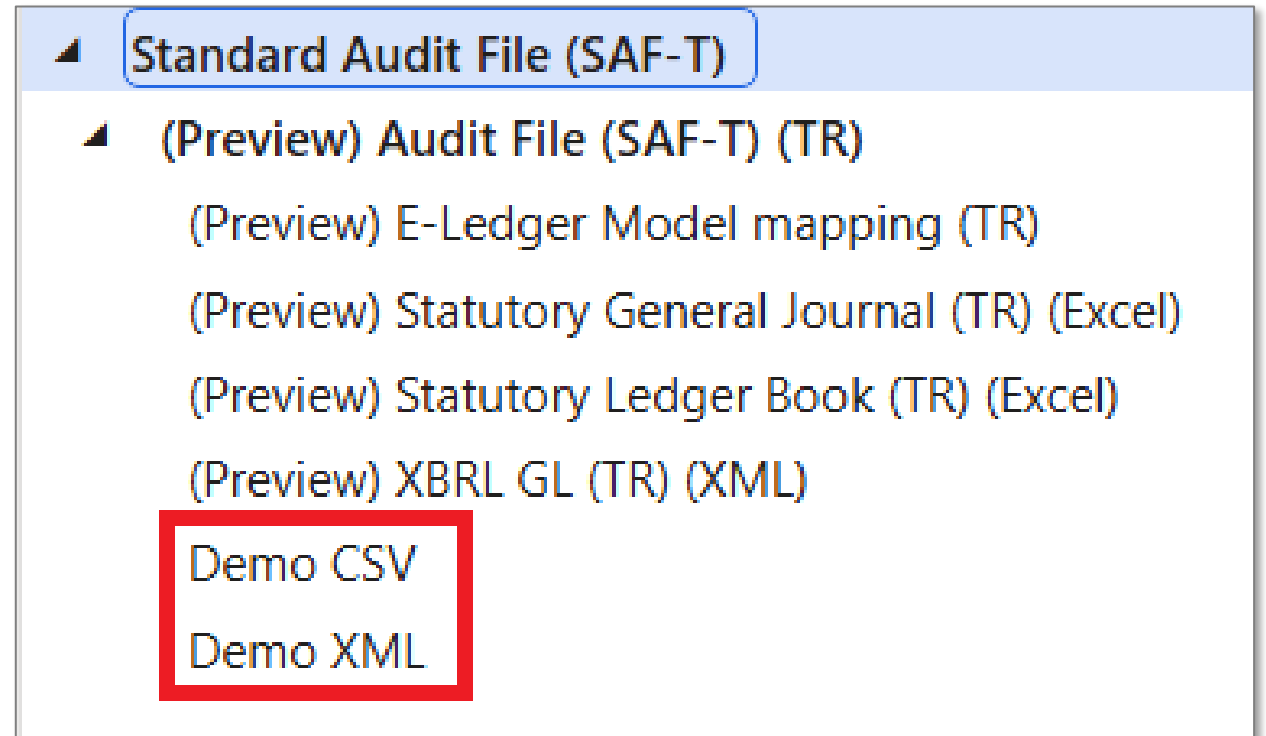 Standard Audit File (SAF-T)
(Preview) Audit File (SAF-T) (TR)
(Preview) E-Ledger Model mapping (TR)
(Preview) Statutory General Journal (TR) (Excel)
(Preview) Statutory Ledger Book (TR) (Excel)
(Preview) XBRL GL (TR) (XML)
Demo CSV
Demo XML